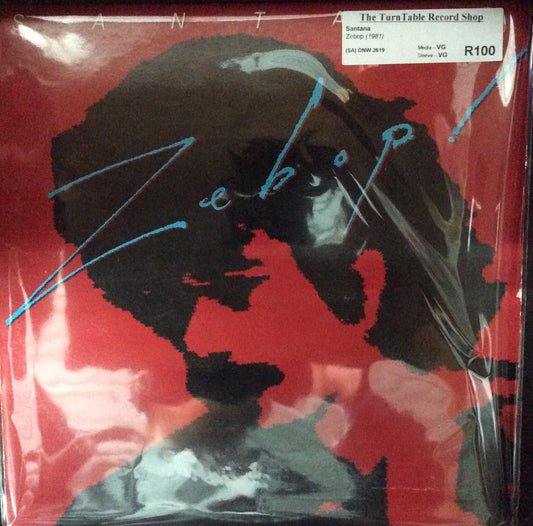 SANTA
The TurnTable Record Shop
Santana
Zebop (1981)
(SA) DNW 2619
Media - VG
Sleeve - VG
R100
Zebop!